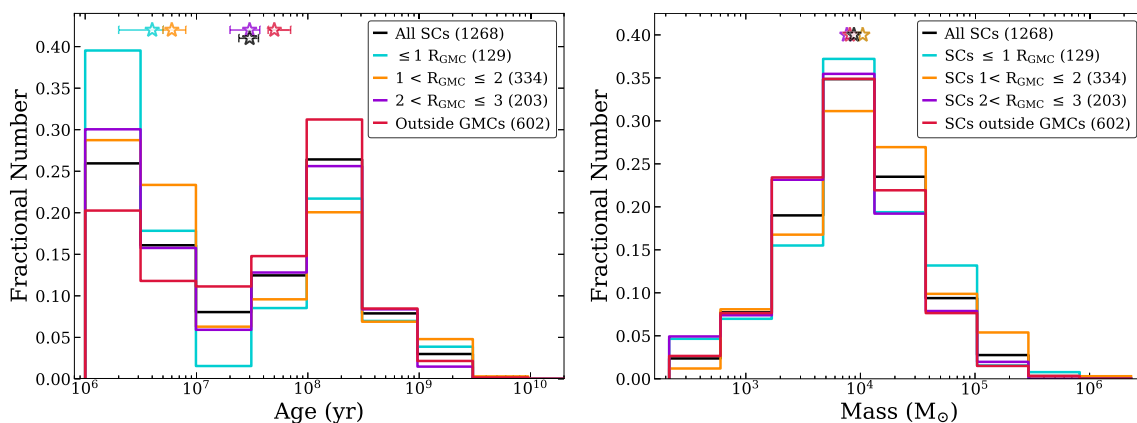 Fractional Number
0.40
0.35
0.30
0.25
0.20
0.15
0.10
0.05
0.00
All SCs (1268)
≤ 1 R_GMC (129)
1 < R_GMC ≤ 2 (334)
2 < R_GMC ≤ 3 (203)
Outside GMCs (602)
10^6
10^7
10^8
10^9
10^10
Age (yr)
Fractional Number
0.40
0.35
0.30
0.25
0.20
0.15
0.10
0.05
0.00
All SCs (1268)
SCs ≤ 1 R_GMC (129)
SCs 1< R_GMC ≤ 2 (334)
SCs 2< R_GMC ≤ 3 (203)
SCs outside GMCs (602)
10^3
10^4
10^5
10^6
Mass (M_⊙)